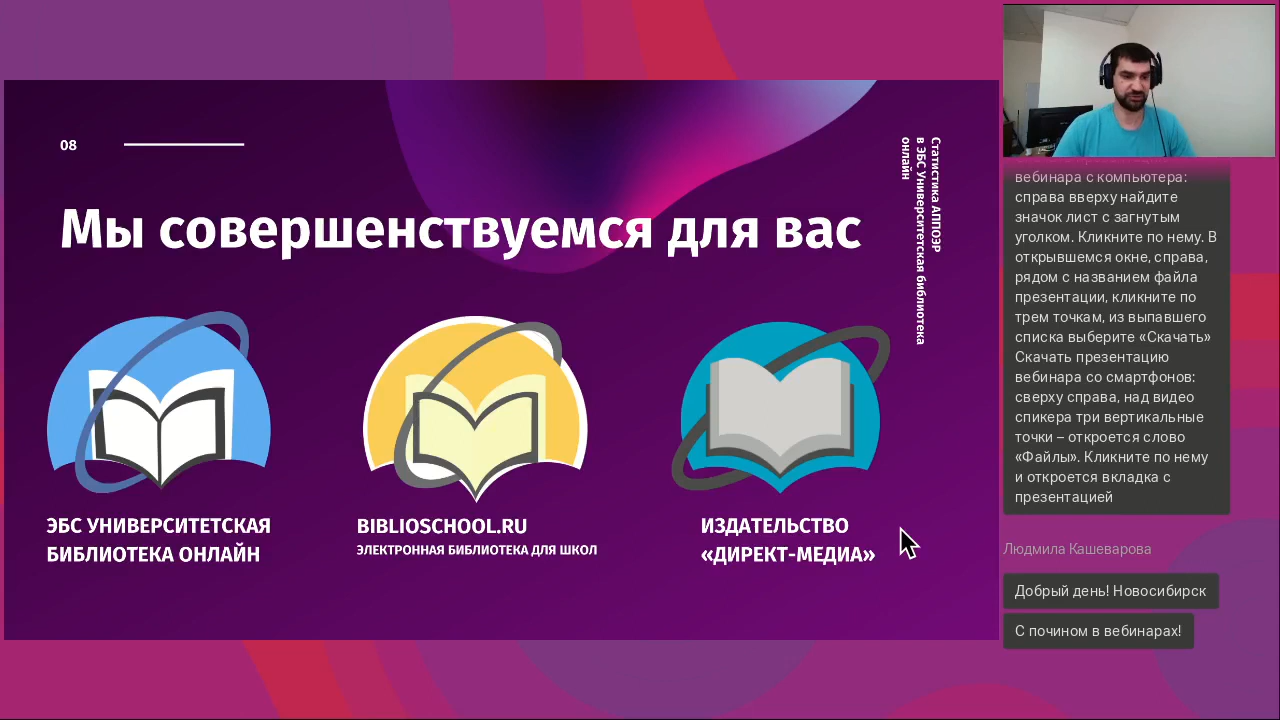 08
Статистика АППОЭР
в ЭБС Университетская библиотека
онлайн
Мы совершенствуемся для вас
ЭБС УНИВЕРСИТЕТСКАЯ
БИБЛИОТЕКА ОНЛАЙН
BIBLIOSCHOOL.RU
ЭЛЕКТРОННАЯ БИБЛИОТЕКА ДЛЯ ШКОЛ
ИЗДАТЕЛЬСТВО
«ДИРЕКТ-МЕДИА»
вебинара с компьютера:
справа вверху найдите
значок лист с загнутым
уголком. Кликните по нему. В
открывшемся окне, справа,
рядом с названием файла
презентации, кликните по
трем точкам, из выпавшего
списка выберите «Скачать»
Скачать презентацию
вебинара со смартфонов:
сверху справа, над видео
спикера три вертикальные
точки – откроется слово
«Файлы». Кликните по нему
и откроется вкладка с
презентацией
Людмила Кашеварова
Добрый день! Новосибирск
С почином в вебинарах!